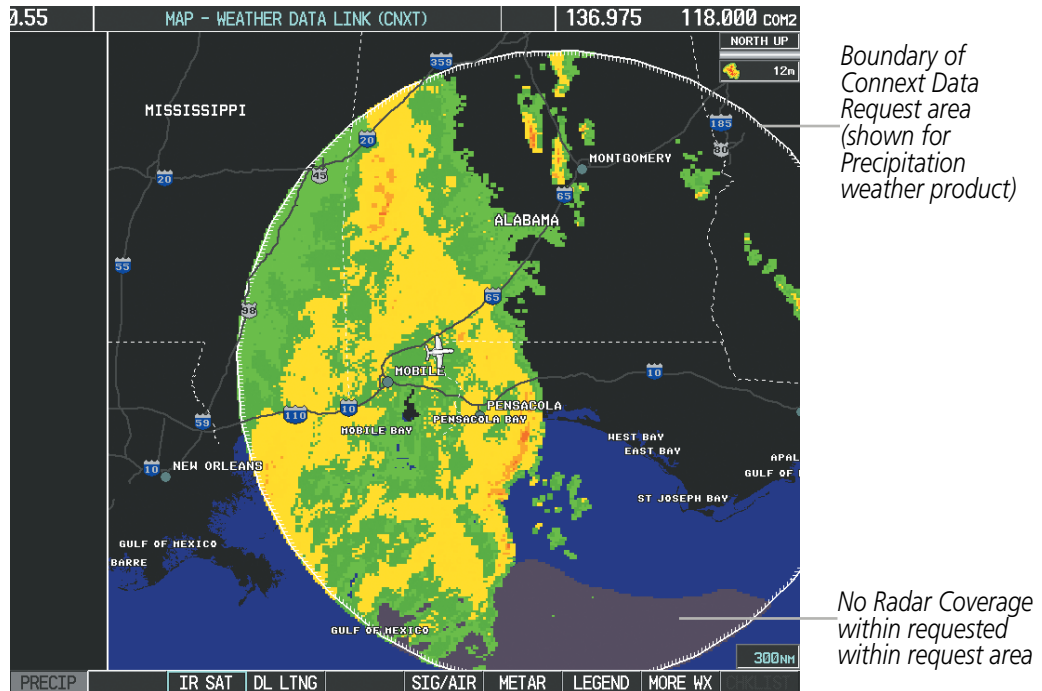 0.55
MAP – WEATHER DATA LINK (CNXT)
136.975
118.000 COM2
NORTH UP
12m
Boundary of
Connext Data
Request area
(shown for
Precipitation
weather product)
359
MISSISSIPPI
20
185
80
MONTGOMERY
20
45
65
ALABAMA
55
65
98
MOBILE
10
PENSACOLA
110
10
PENSACOLA BAY
59
MOBILE BAY
WEST BAY
EAST BAY
APAL
10
NEW ORLEANS
GULF OF
ST JOSEPH BAY
GULF OF MEXICO
BARRE
No Radar Coverage
within requested
within request area
GULF OF MEXICO
300NM
PRECIP
IR SAT
DL LTNG
SIG/AIR
METAR
LEGEND
MORE WX
CHKLIST